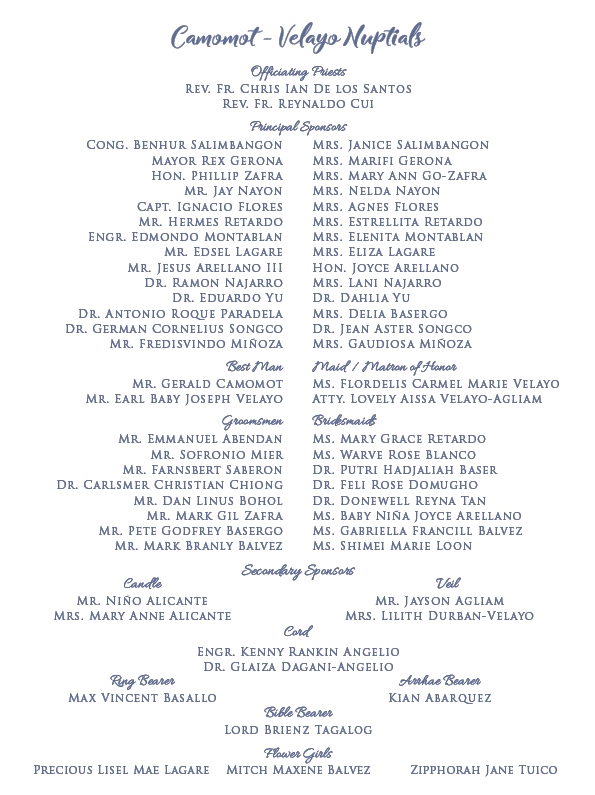 Camomot - Velayo Nuptials
Officiating Priests
Rev. Fr. Chris Ian De los Santos
Rev. Fr. Reynaldo Cui
Principal Sponsors
Cong. Benhur Salimbangon Mrs. Janice Salimbangon
Mayor Rex Gerona Mrs. Marifi Gerona
Hon. Phillip Zafra Mrs. Mary Ann Go-Zafra
Mr. Jay Nayon Mrs. Nelda Nayon
Capt. Ignacio Flores Mrs. Agnes Flores
Mr. Hermes Retardo Mrs. Estrellita Retardo
Engr. Edmondo Montablan Mrs. Elenita Montablan
Mr. Edsel Lagare Mrs. Eliza Lagare
Mr. Jesus Arellano III Hon. Joyce Arellano
Dr. Ramon Najarro Mrs. Lani Najarro
Dr. Eduardo Yu Dr. Dahlia Yu
Dr. Antonio Roque Paradela Mrs. Delia Basergo
Dr. German Cornelius Songco Dr. Jean Aster Songco
Mr. Fredisvindo Miñoza Mrs. Gaudiosa Miñoza
Best Man Maid / Matron of Honor
Mr. Gerald Camomot Ms. Flordelis Carmel Marie Velayo
Mr. Earl Baby Joseph Velayo Atty. Lovely Aissa Velayo-Agliam
Groomsmen Bridesmaids
Mr. Emmanuel Abendan Ms. Mary Grace Retardo
Mr. Sofronio Mier Ms. Warve Rose Blanco
Mr. Farnsbert Saberon Dr. Putri Hadjaliah Baser
Dr. Carlsmer Christian Chiong Dr. Feli Rose Domugho
Mr. Dan Linus Bohol Dr. Donewell Reyna Tan
Mr. Mark Gil Zafra Ms. Baby Niña Joyce Arellano
Mr. Pete Godfrey Basergo Ms. Gabriella Francill Balvez
Mr. Mark Branly Balvez Ms. Shimei Marie Loon
Secondary Sponsors
Candle Veil
Mr. Niño Alicante Mr. Jayson Agliam
Mrs. Mary Anne Alicante Mrs. Lilith Durban-Velayo
Cord
Engr. Kenny Rankin Angelio
Dr. Glaiza Dagani-Angelio
Ring Bearer Arrhae Bearer
Max Vincent Basallo Kian Abarquez
Bible Bearer
Lord Brienz Tagalog
Flower Girls
Precious Lisel Mae Lagare Mitch Maxene Balvez Zipphorah Jane Tuico